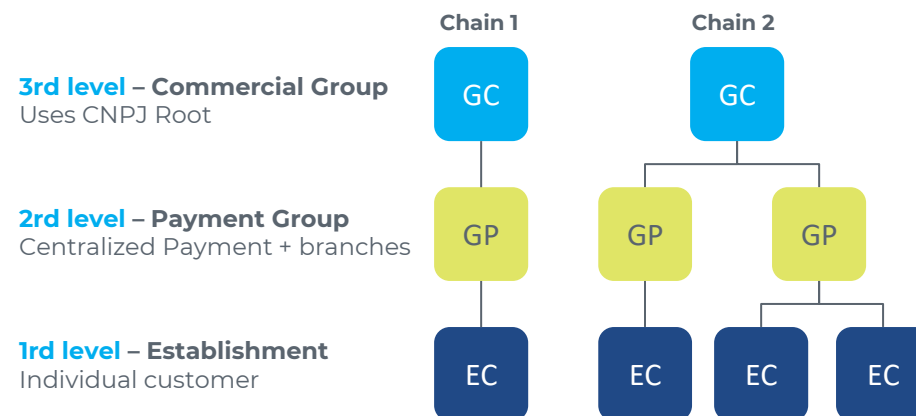 Chain 1
Chain 2
3rd level – Commercial Group
Uses CNPJ Root
GC
GC
2rd level – Payment Group
Centralized Payment + branches
GP
GP
GP
1rd level – Establishment
Individual customer
EC
EC
EC
EC